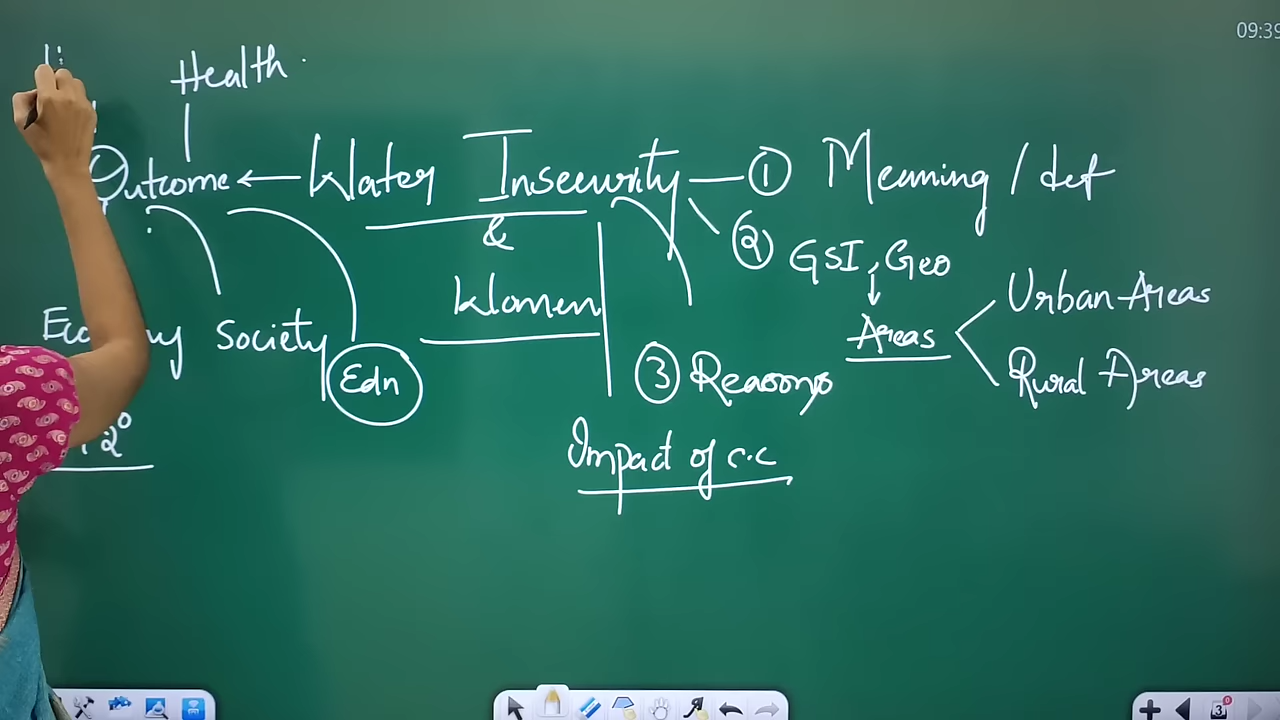 09:39
Health
Outcome ← Water Insecurity — ① Meaning / def
&
Women
② GSI, Geo
↓
Areas
Urban Areas
Rural Areas
Society
Edn
③ Reasons
2°
Impact of c.c